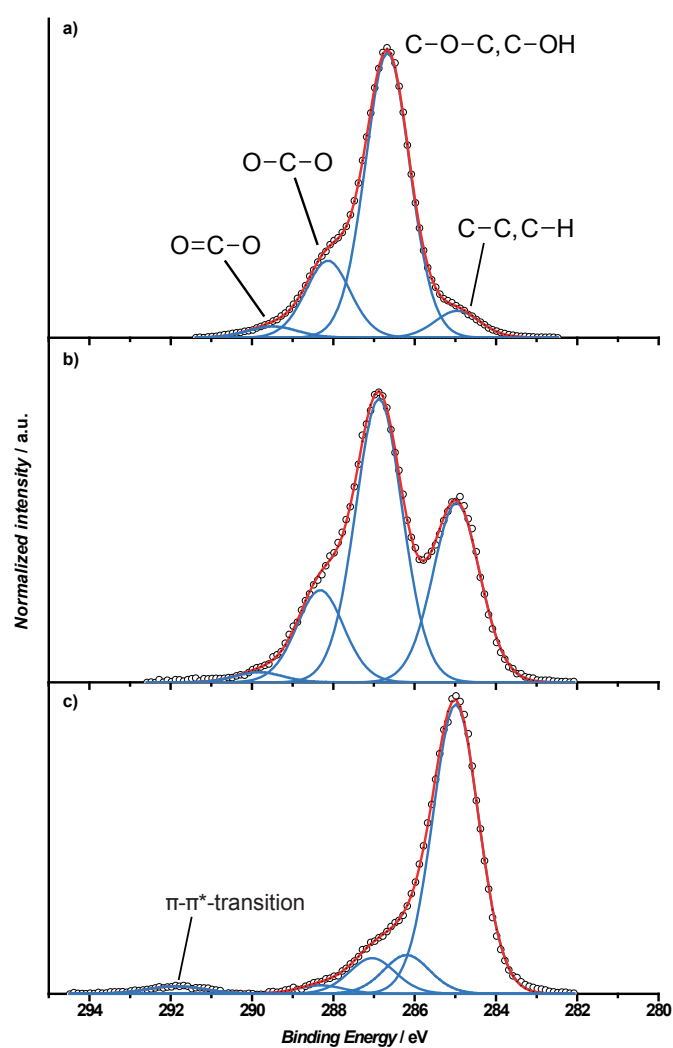 a)
C–O–C, C–OH
O–C–O
O=C–O
C–C, C–H
b)
Normalized intensity / a.u.
c)
π-π*-transition
294 292 290 288 286 284 282 280
Binding Energy / eV